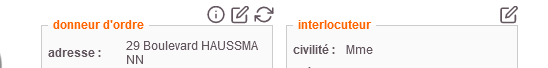 donneur d'ordre
adresse : 29 Boulevard HAUSSMA
NN
interlocuteur
civilité : Mme